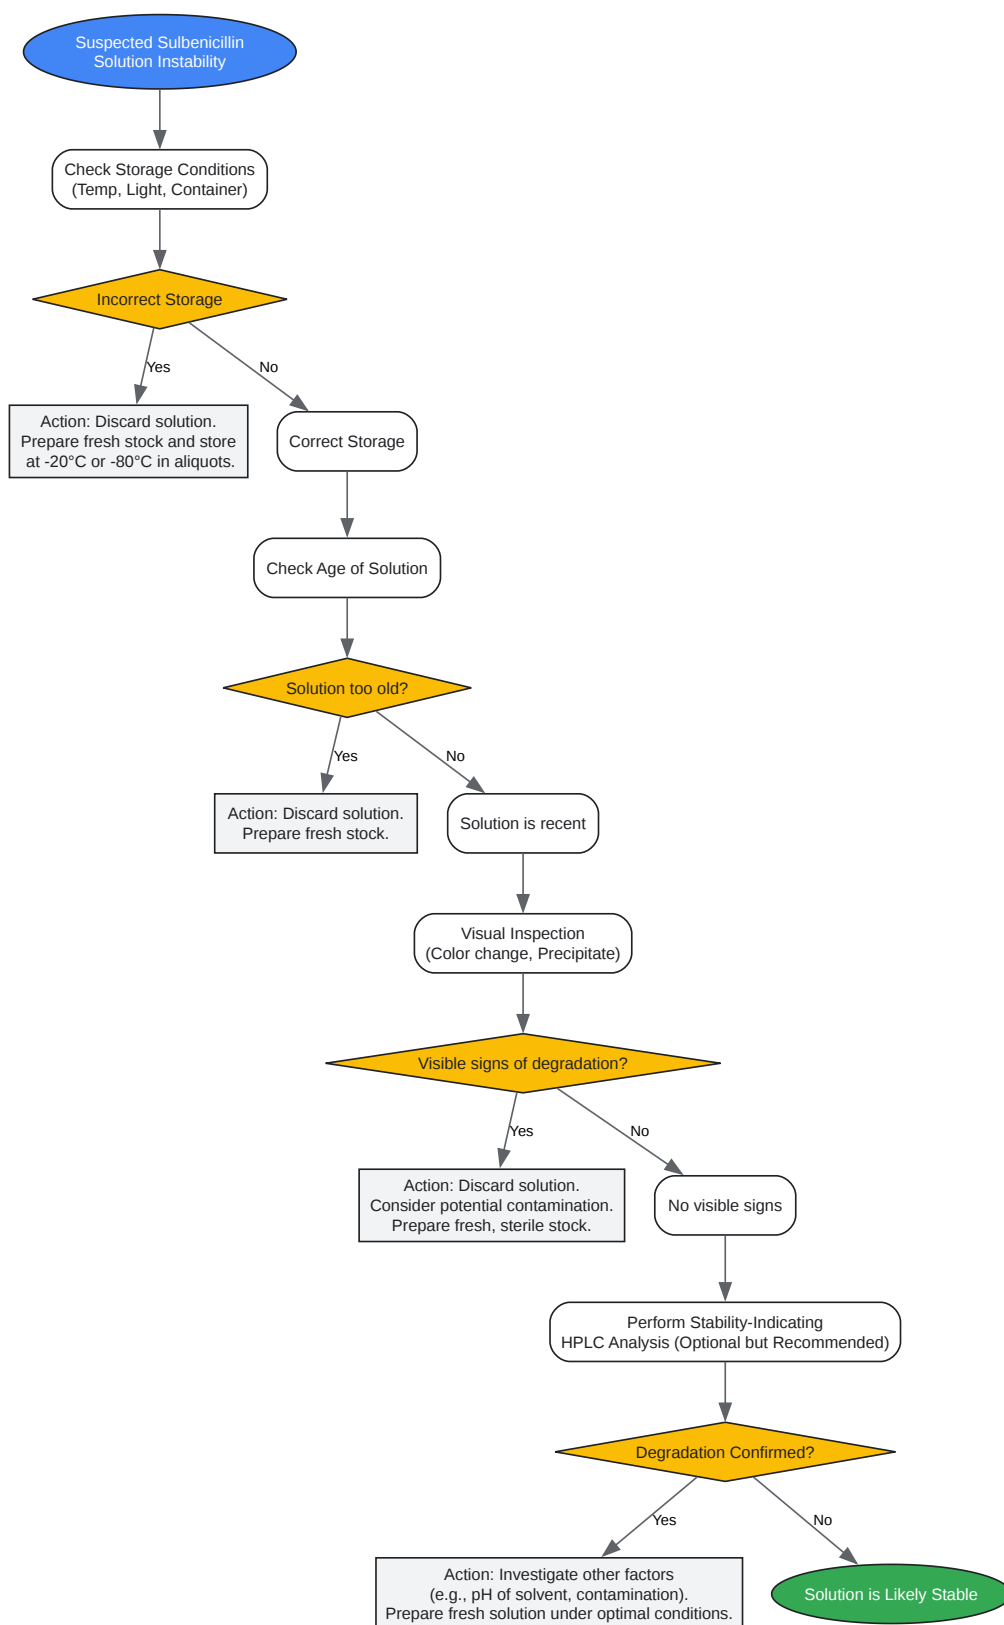 Suspected Sulbenicillin
Solution Instability
Check Storage Conditions
(Temp, Light, Container)
Incorrect Storage
Yes
No
Action: Discard solution.
Prepare fresh stock and store
at -20°C or -80°C in aliquots.
Correct Storage
Check Age of Solution
Solution too old?
Yes
No
Action: Discard solution.
Prepare fresh stock.
Solution is recent
Visual Inspection
(Color change, Precipitate)
Visible signs of degradation?
Yes
No
Action: Discard solution.
Consider potential contamination.
Prepare fresh, sterile stock.
No visible signs
Perform Stability-Indicating
HPLC Analysis (Optional but Recommended)
Degradation Confirmed?
Yes
No
Action: Investigate other factors
(e.g., pH of solvent, contamination).
Prepare fresh solution under optimal conditions.
Solution is Likely Stable